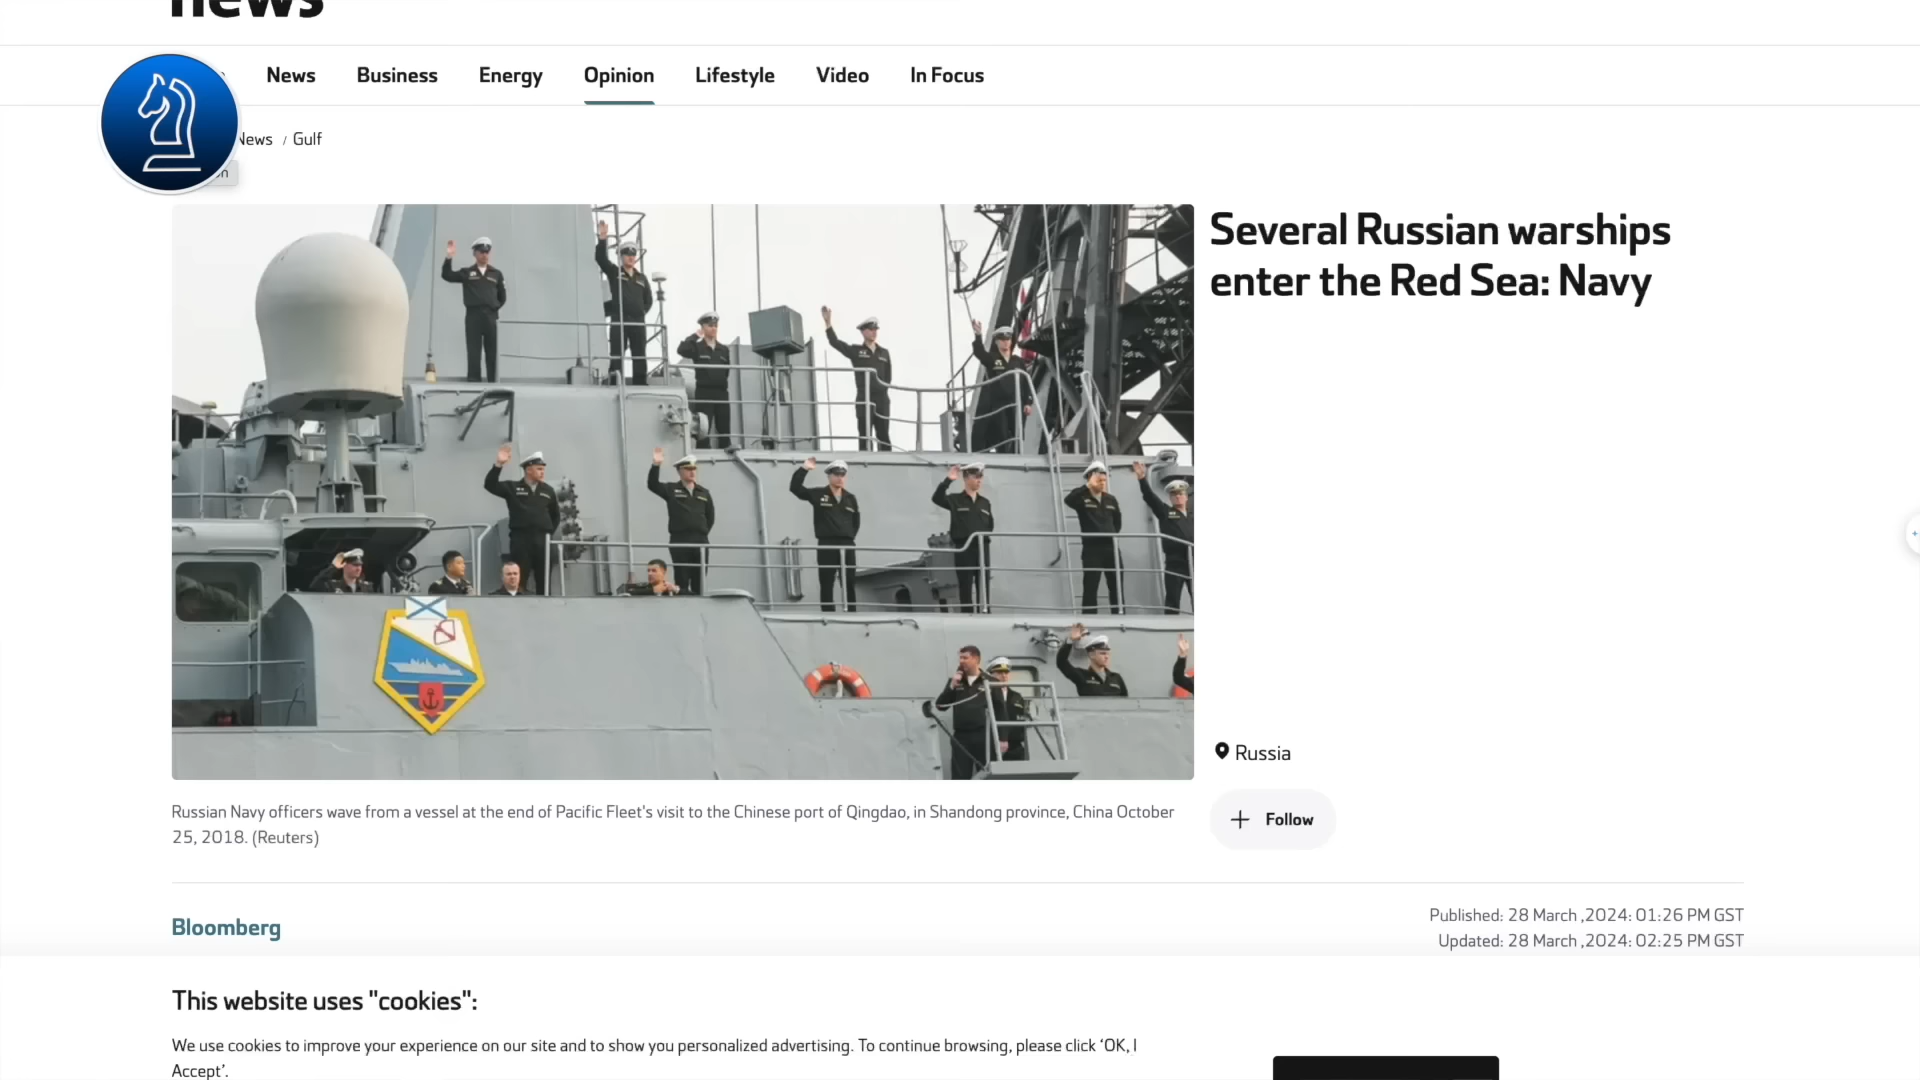 news
News Business Energy Opinion Lifestyle Video In Focus
News / Gulf
Several Russian warships
enter the Red Sea: Navy
Russia
+ Follow
Russian Navy officers wave from a vessel at the end of Pacific Fleet's visit to the Chinese port of Qingdao, in Shandong province, China October
25, 2018. (Reuters)
Bloomberg
Published: 28 March ,2024: 01:26 PM GST
Updated: 28 March ,2024: 02:25 PM GST
This website uses "cookies":
We use cookies to improve your experience on our site and to show you personalized advertising. To continue browsing, please click ‘OK, I
Accept’.